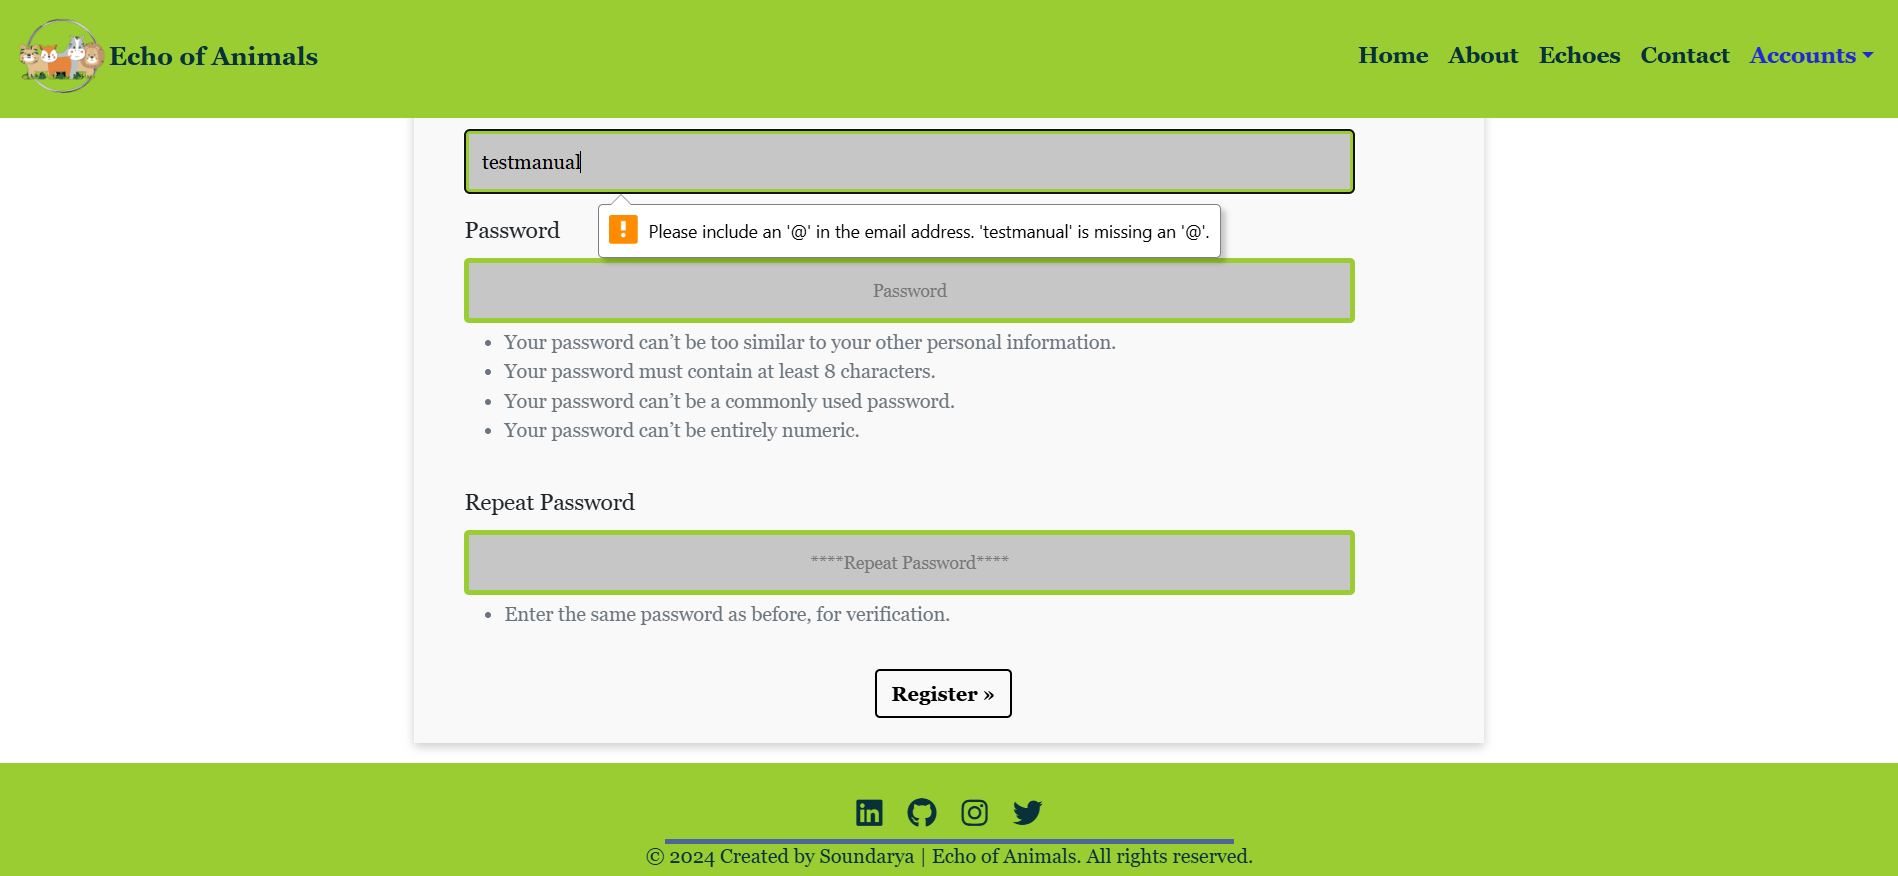 Echo of Animals
Home About Echoes Contact Accounts
testmanual
Password
Please include an '@' in the email address. 'testmanual' is missing an '@'.
Password
• Your password can’t be too similar to your other personal information.
• Your password must contain at least 8 characters.
• Your password can’t be a commonly used password.
• Your password can’t be entirely numeric.
Repeat Password
****Repeat Password****
• Enter the same password as before, for verification.
Register »
© 2024 Created by Soundarya | Echo of Animals. All rights reserved.